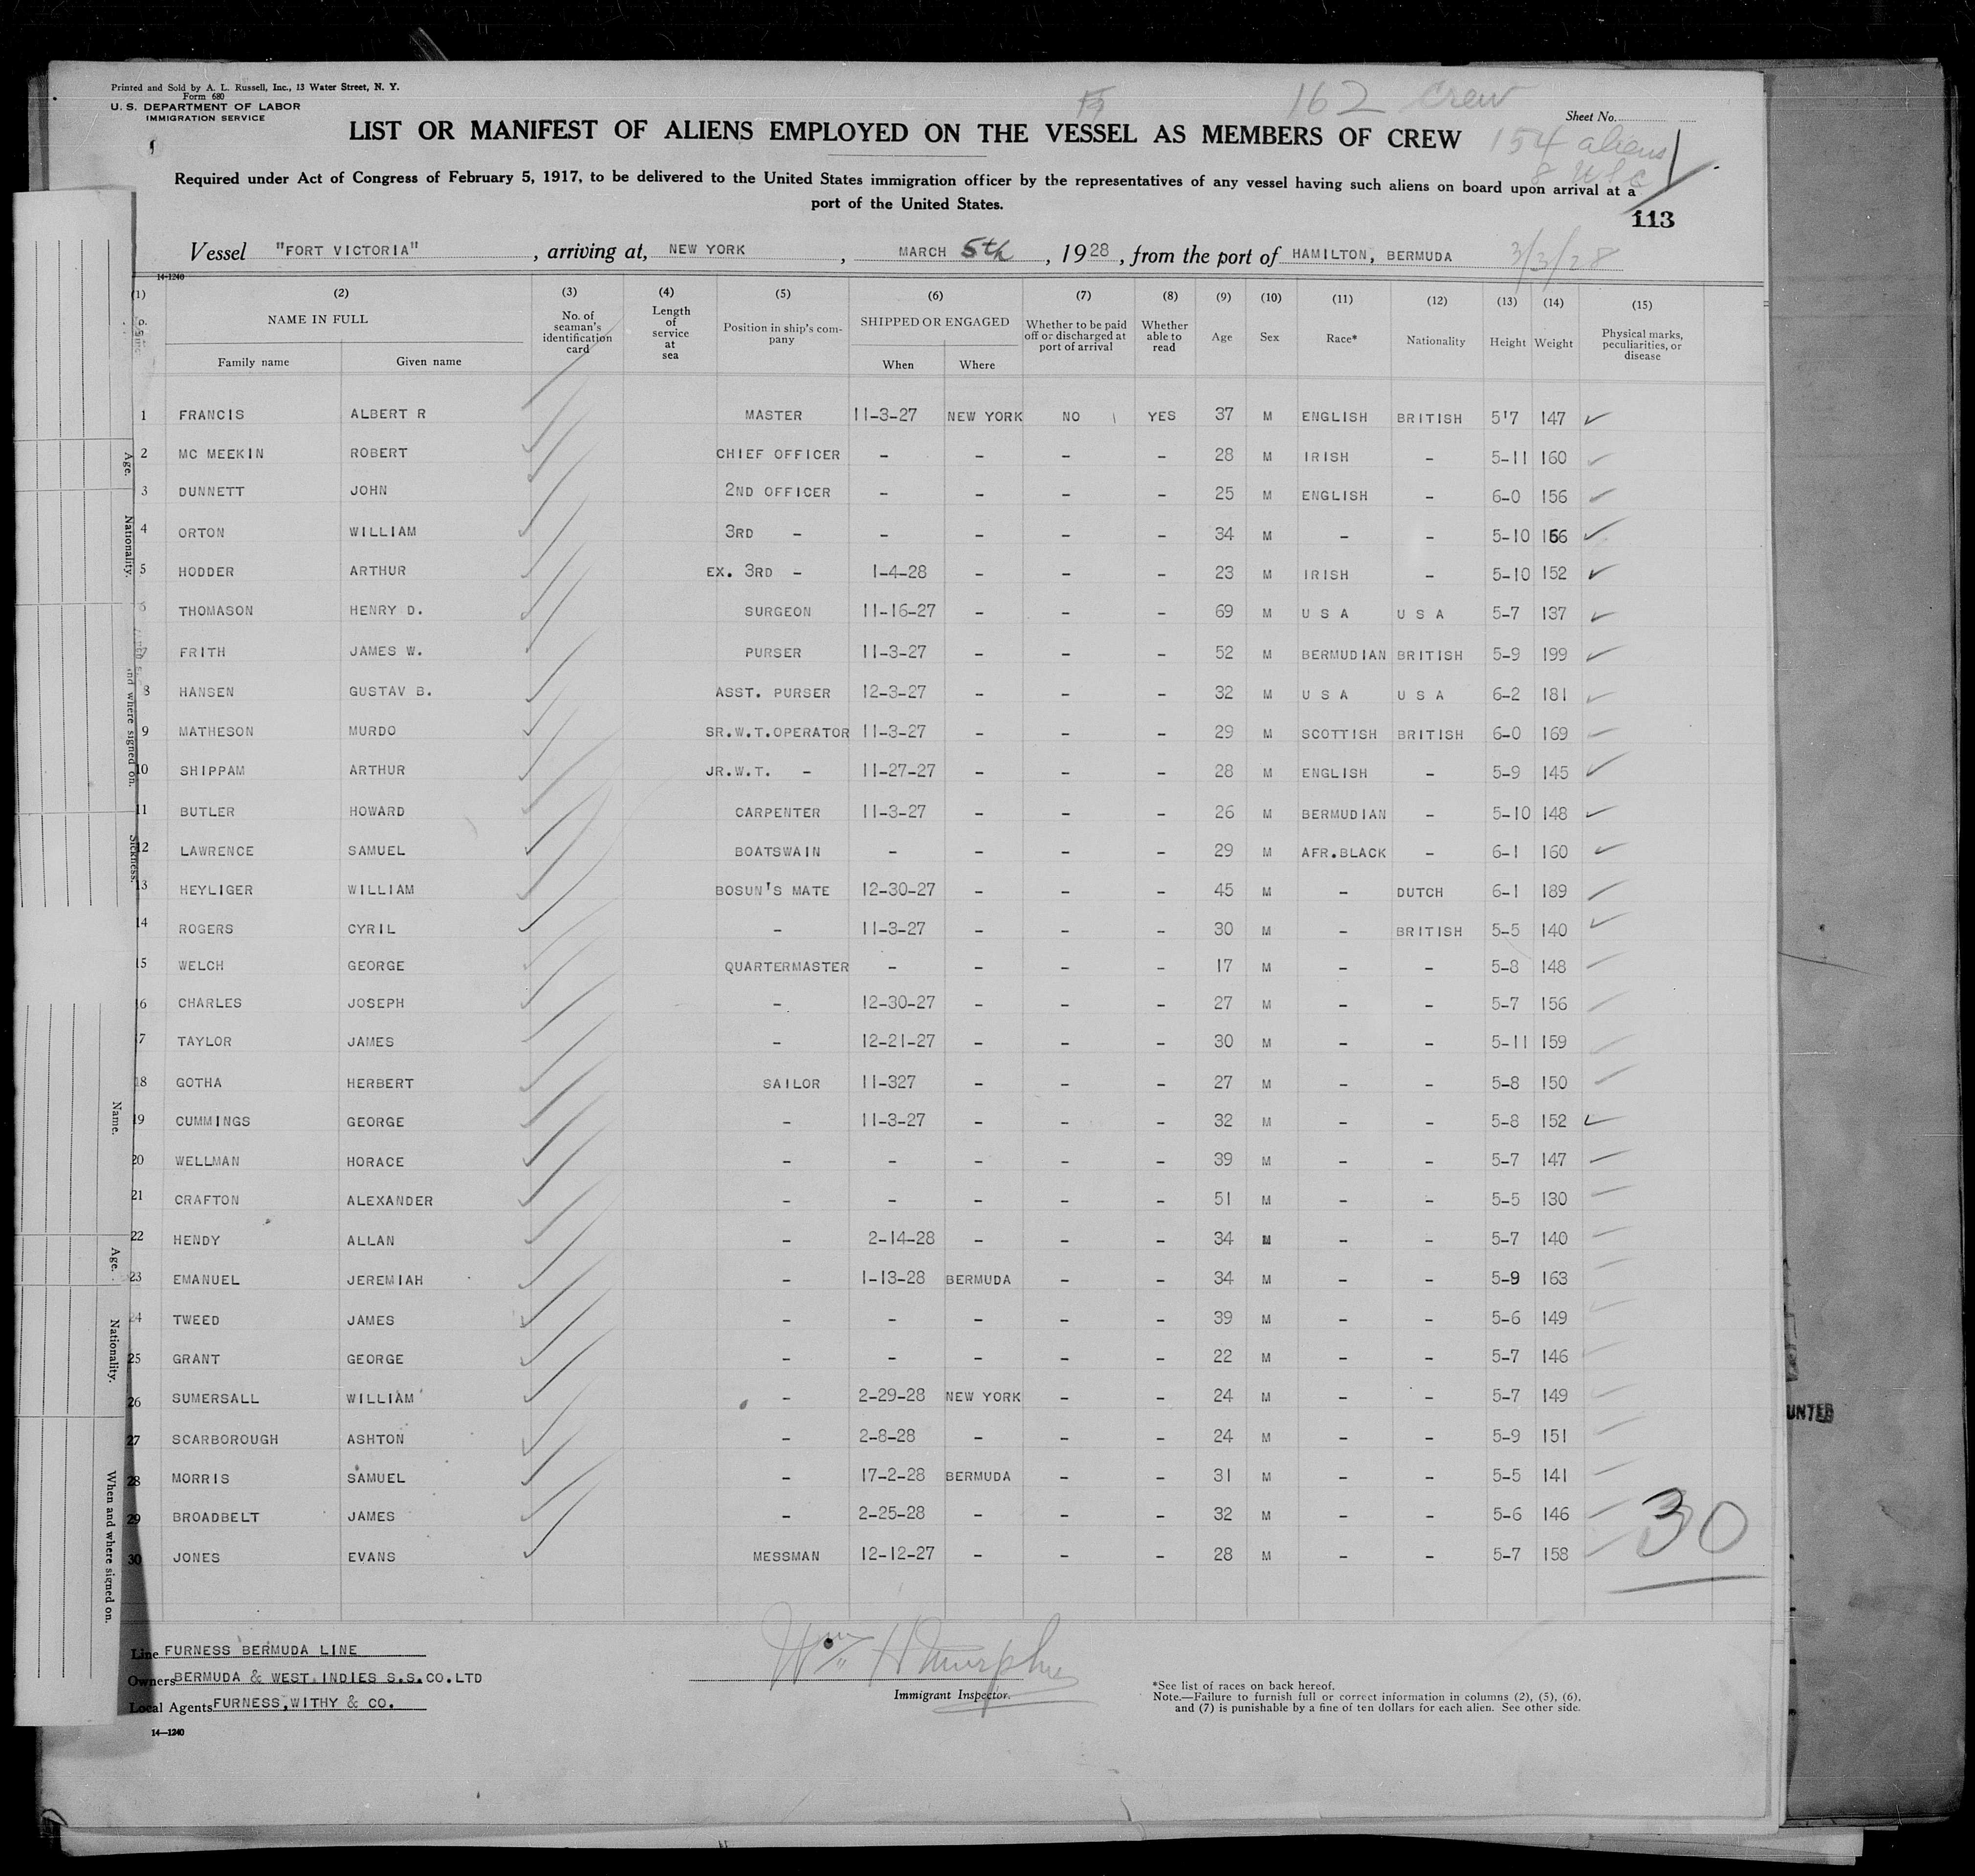 Printed and Sold by A. L. Russell, Inc., 13 Water Street, N. Y.
Form 680
U. S. DEPARTMENT OF LABOR
IMMIGRATION SERVICE
162 crew
Sheet No.
LIST OR MANIFEST OF ALIENS EMPLOYED ON THE VESSEL AS MEMBERS OF CREW
154 aliens
8 USC
Required under Act of Congress of February 5, 1917, to be delivered to the United States immigration officer by the representatives of any vessel having such aliens on board upon arrival at a
port of the United States.
113
Vessel "FORT VICTORIA", arriving at, NEW YORK, MARCH 5th, 1928, from the port of HAMILTON, BERMUDA 3/3/28
14-1240
(1) (2) (3) (4) (5) (6) (7) (8) (9) (10) (11) (12) (13) (14) (15)
NAME IN FULL
Family name Given name
No. of seaman's identification card
Length of service at sea
Position in ship's company
SHIPPED OR ENGAGED
When Where
Whether to be paid off or discharged at port of arrival
Whether able to read
Age Sex Race* Nationality Height Weight
Physical marks, peculiarities, or disease
1 FRANCIS ALBERT R MASTER 11-3-27 NEW YORK NO YES 37 M ENGLISH BRITISH 5'7 147
2 MC MEEKIN ROBERT CHIEF OFFICER - - - - 28 M IRISH - 5-11 160
3 DUNNETT JOHN 2ND OFFICER - - - - 25 M ENGLISH - 6-0 156
4 ORTON WILLIAM 3RD - - - - - 34 M - - 5-10 166
5 HODDER ARTHUR EX. 3RD - 1-4-28 - - - 23 M IRISH - 5-10 152
6 THOMASON HENRY D. SURGEON 11-16-27 - - - 69 M U S A U S A 5-7 137
7 FRITH JAMES W. PURSER 11-3-27 - - - 52 M BERMUDIAN BRITISH 5-9 199
8 HANSEN GUSTAV B. ASST. PURSER 12-3-27 - - - 32 M U S A U S A 6-2 181
9 MATHESON MURDO SR.W.T.OPERATOR 11-3-27 - - - 29 M SCOTTISH BRITISH 6-0 169
10 SHIPPAM ARTHUR JR.W.T. - 11-27-27 - - - 28 M ENGLISH - 5-9 145
11 BUTLER HOWARD CARPENTER 11-3-27 - - - 26 M BERMUDIAN - 5-10 148
12 LAWRENCE SAMUEL BOATSWAIN - - - - 29 M AFR.BLACK - 6-1 160
13 HEYLIGER WILLIAM BOSUN'S MATE 12-30-27 - - - 45 M - DUTCH 6-1 189
14 ROGERS CYRIL - 11-3-27 - - - 30 M - BRITISH 5-5 140
15 WELCH GEORGE QUARTERMASTER - - - - 17 M - - 5-8 148
16 CHARLES JOSEPH - 12-30-27 - - - 27 M - - 5-7 156
17 TAYLOR JAMES - 12-21-27 - - - 30 M - - 5-11 159
18 GOTHA HERBERT SAILOR 11-327 - - - 27 M - - 5-8 150
19 CUMMINGS GEORGE - 11-3-27 - - - 32 M - - 5-8 152
20 WELLMAN HORACE - - - - - 39 M - - 5-7 147
21 CRAFTON ALEXANDER - - - - - 51 M - - 5-5 130
22 HENDY ALLAN - 2-14-28 - - - 34 M - - 5-7 140
23 EMANUEL JEREMIAH - 1-13-28 BERMUDA - - 34 M - - 5-9 163
24 TWEED JAMES - - - - - 39 M - - 5-6 149
25 GRANT GEORGE - - - - - 22 M - - 5-7 146
26 SUMERSALL WILLIAM - 2-29-28 NEW YORK - - 24 M - - 5-7 149
27 SCARBOROUGH ASHTON - 2-8-28 - - - 24 M - - 5-9 151
28 MORRIS SAMUEL - 17-2-28 BERMUDA - - 31 M - - 5-5 141
29 BROADBELT JAMES - 2-25-28 - - - 32 M - - 5-6 146
30 JONES EVANS MESSMAN 12-12-27 - - - 28 M - - 5-7 158
30
Line FURNESS BERMUDA LINE
Owners BERMUDA & WEST INDIES S.S.CO.LTD
Local Agents FURNESS,WITHY & CO.
14—1240
Wm H Murphy
Immigrant Inspector.
*See list of races on back hereof.
Note.—Failure to furnish full or correct information in columns (2), (5), (6),
and (7) is punishable by a fine of ten dollars for each alien. See other side.
Age.
Nationality.
and where signed on.
Sickness.
Name.
Age.
Nationality.
When and where signed on.
UNTED